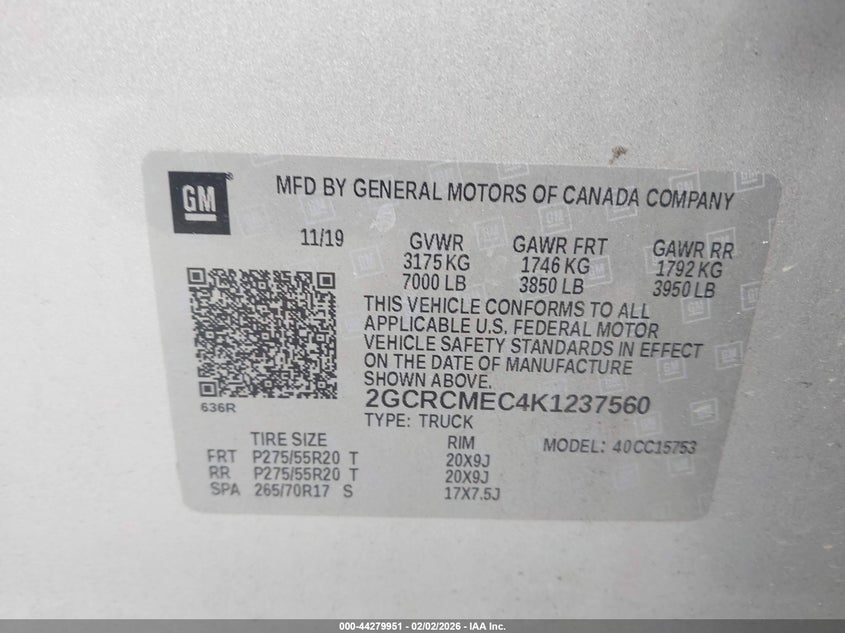 GM
MFD BY GENERAL MOTORS OF CANADA COMPANY
11/19 GVWR GAWR FRT GAWR RR
3175 KG 1746 KG 1792 KG
7000 LB 3850 LB 3950 LB
THIS VEHICLE CONFORMS TO ALL
APPLICABLE U.S. FEDERAL MOTOR
VEHICLE SAFETY STANDARDS IN EFFECT
ON THE DATE OF MANUFACTURE
SHOWN ABOVE.
636R 2GCRCMEC4K1237560
TYPE: TRUCK
TIRE SIZE RIM MODEL: 40CC15753
FRT P275/55R20 T 20X9J
RR P275/55R20 T 20X9J
SPA 265/70R17 S 17X7.5J
000-44279951 - 02/02/2026 - IAA Inc.